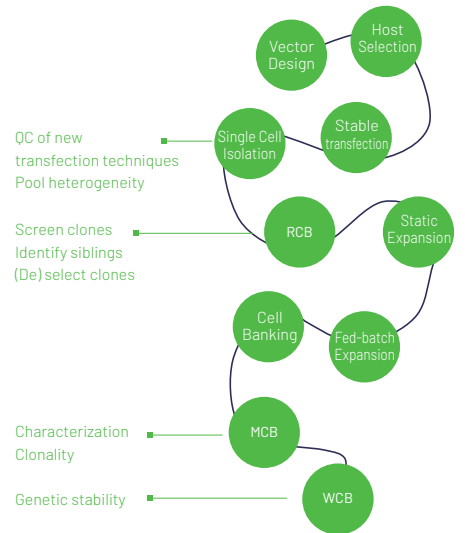 Vector
Design
Host
Selection
Stable
transfection
Single Cell
Isolation
QC of new
transfection techniques
Pool heterogeneity
RCB
Screen clones
Identify siblings
(De) select clones
Static
Expansion
Fed-batch
Expansion
Cell
Banking
MCB
Characterization
Clonality
WCB
Genetic stability